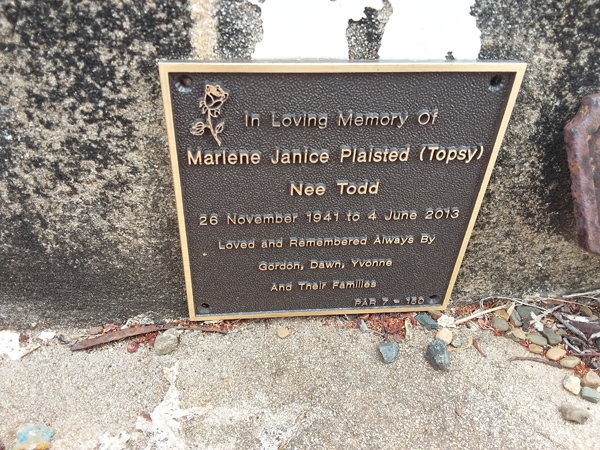 In Loving Memory Of
Marlene Janice Plaisted (Topsy)
Nee Todd
26 November 1941 to 4 June 2013
Loved and Remembered Always By
Gordon, Dawn, Yvonne
And Their Families
PAR 7 - 150